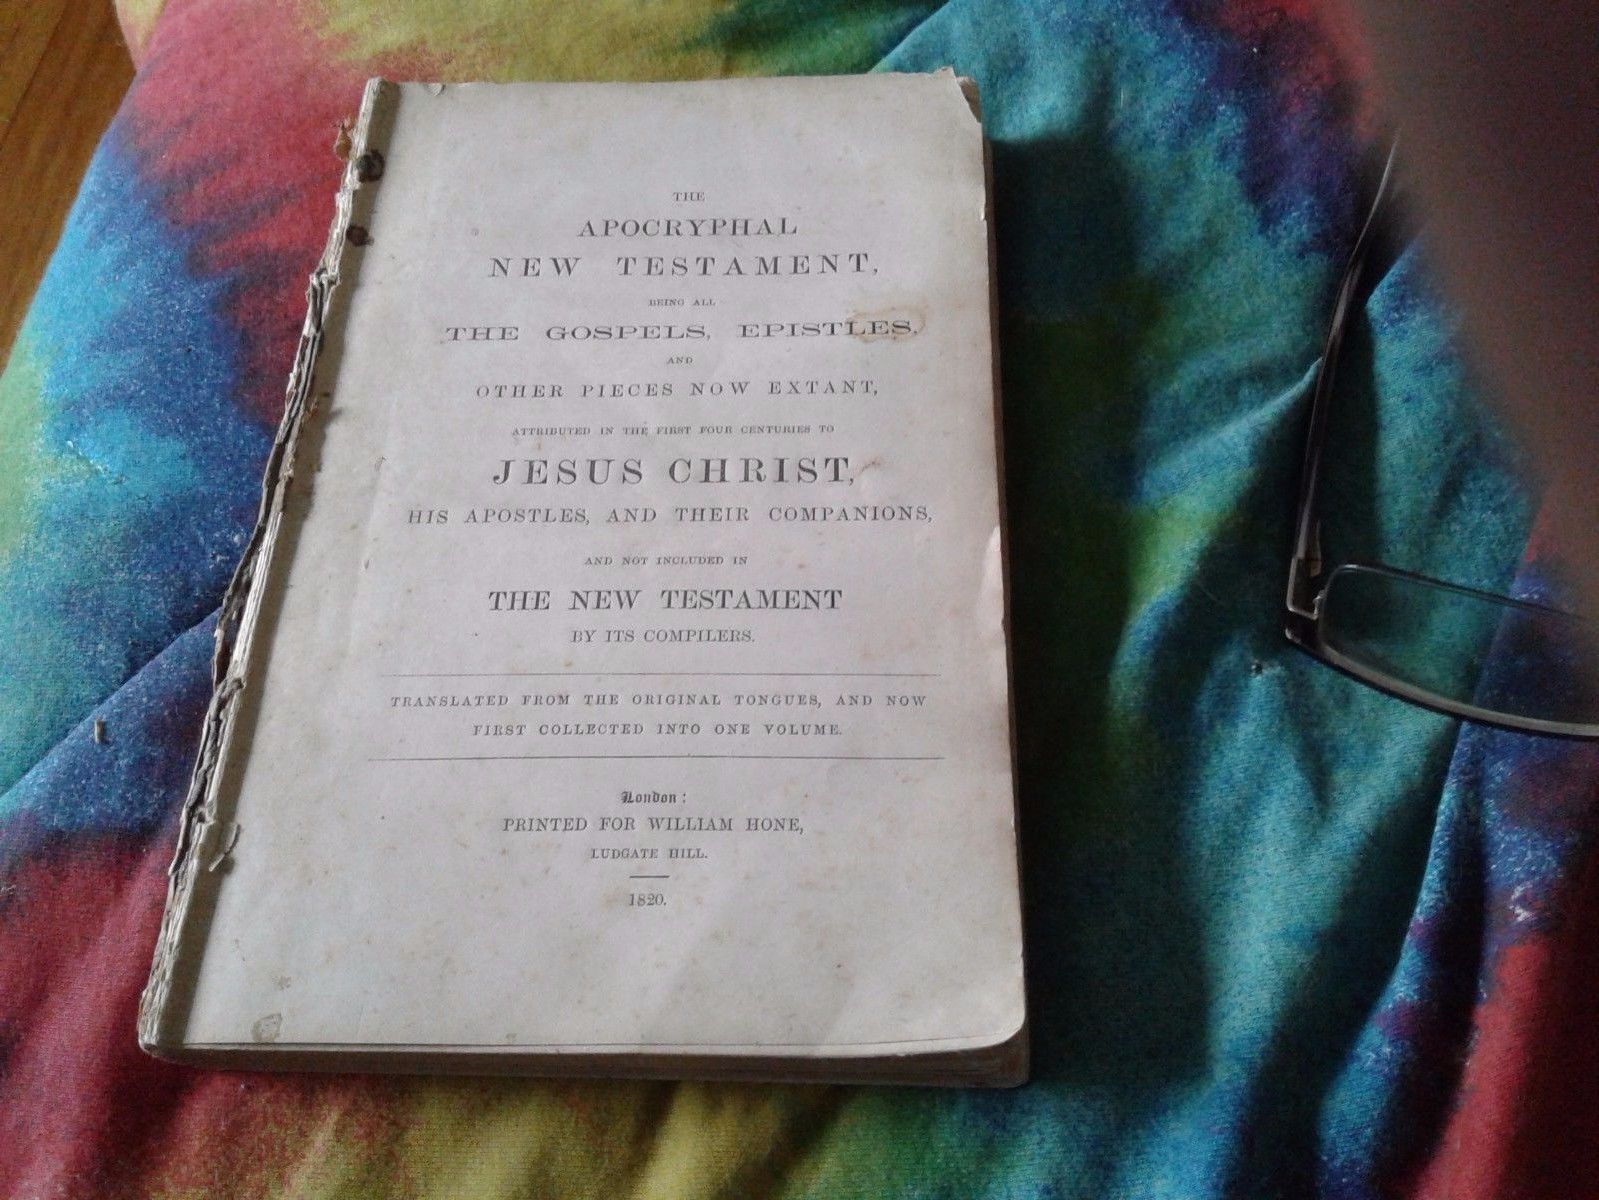 THE
APOCRYPHAL
NEW TESTAMENT,
BEING ALL
THE GOSPELS, EPISTLES,
AND
OTHER PIECES NOW EXTANT,
ATTRIBUTED IN THE FIRST FOUR CENTURIES TO
JESUS CHRIST,
HIS APOSTLES, AND THEIR COMPANIONS,
AND NOT INCLUDED IN
THE NEW TESTAMENT
BY ITS COMPILERS.
TRANSLATED FROM THE ORIGINAL TONGUES, AND NOW
FIRST COLLECTED INTO ONE VOLUME.
London:
PRINTED FOR WILLIAM HONE,
LUDGATE HILL.
1820.